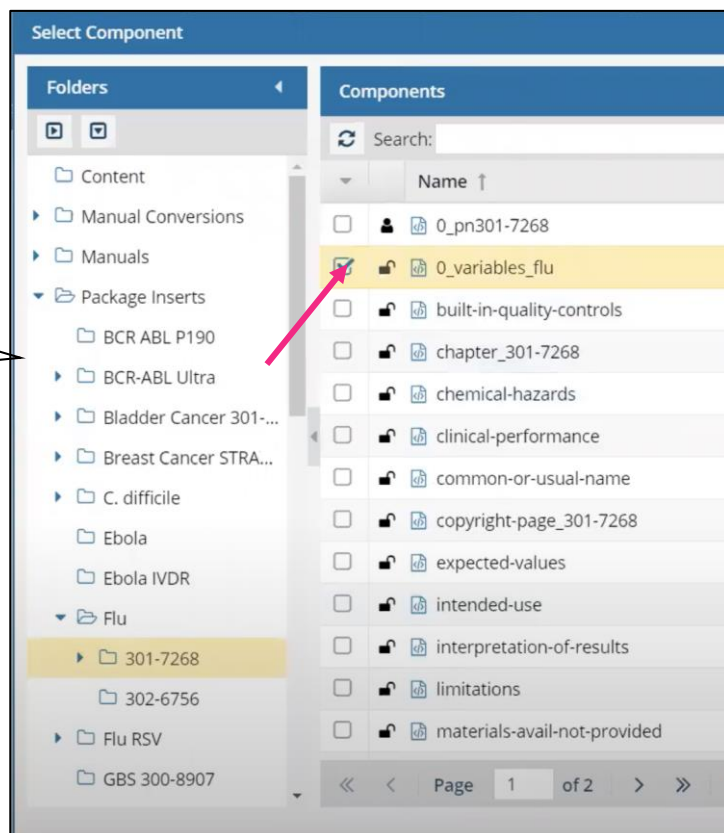 Select Component
Folders
Content
Manual Conversions
Manuals
Package Inserts
BCR ABL P190
BCR-ABL Ultra
Bladder Cancer 301-...
Breast Cancer STRA...
C. difficile
Ebola
Ebola IVDR
Flu
301-7268
302-6756
Flu RSV
GBS 300-8907
Components
Search:
Name ↑
0_pn301-7268
0_variables_flu
built-in-quality-controls
chapter_301-7268
chemical-hazards
clinical-performance
common-or-usual-name
copyright-page_301-7268
expected-values
intended-use
interpretation-of-results
limitations
materials-avail-not-provided
Page 1 of 2